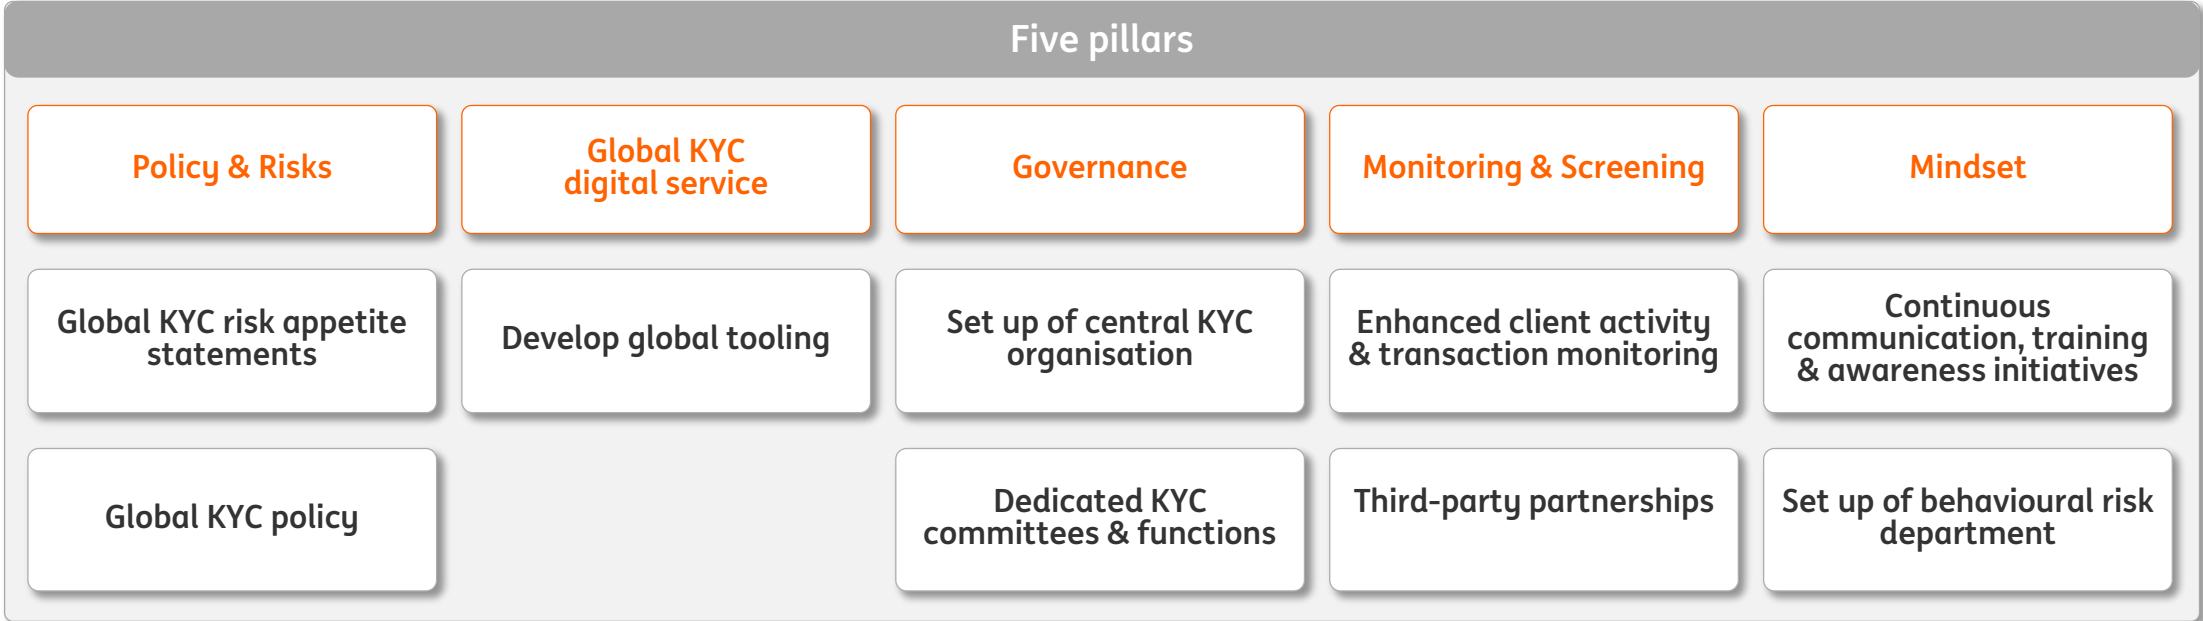 Five pillars
Policy & Risks
Global KYC
digital service
Governance
Monitoring & Screening
Mindset
Global KYC risk appetite
statements
Develop global tooling
Set up of central KYC
organisation
Enhanced client activity
& transaction monitoring
Continuous
communication, training
& awareness initiatives
Global KYC policy
Dedicated KYC
committees & functions
Third-party partnerships
Set up of behavioural risk
department